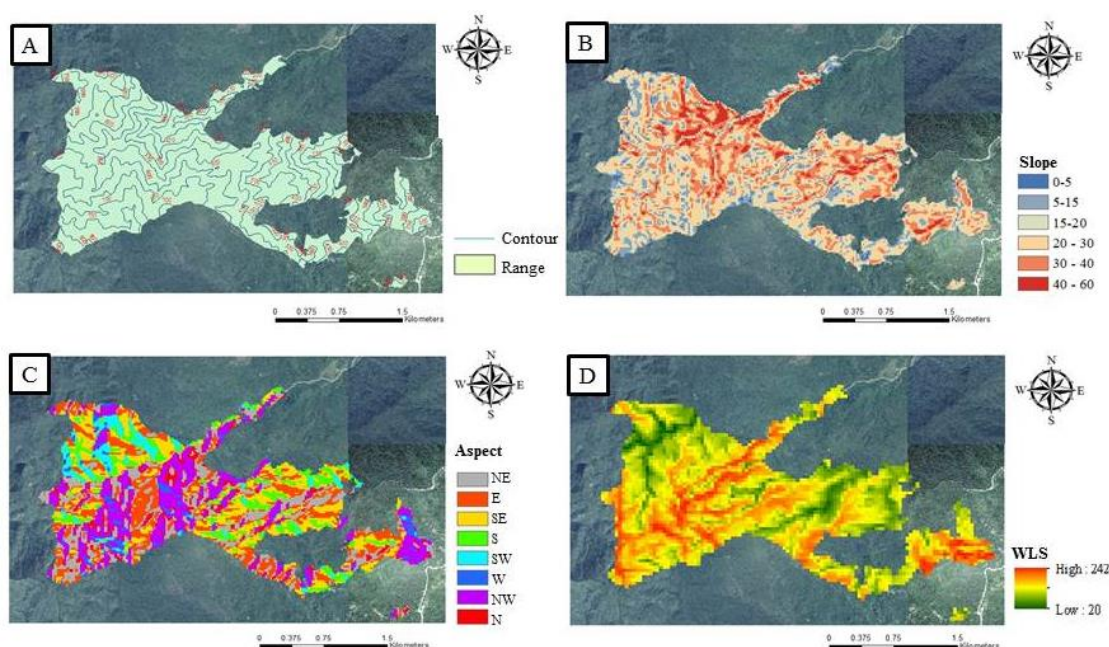 A
N
W E
S
Contour
Range
0 0.375 0.75 1.5
Kilometers
B
N
W E
S
Slope
0-5
5-15
15-20
20 - 30
30 - 40
40 - 60
0 0.375 0.75 1.5
Kilometers
C
N
W E
S
Aspect
NE
E
SE
S
SW
W
NW
N
0 0.375 0.75 1.5
Kilometers
D
N
W E
S
WLS
High : 242
Low : 20
0 0.375 0.75 1.5
Kilometers